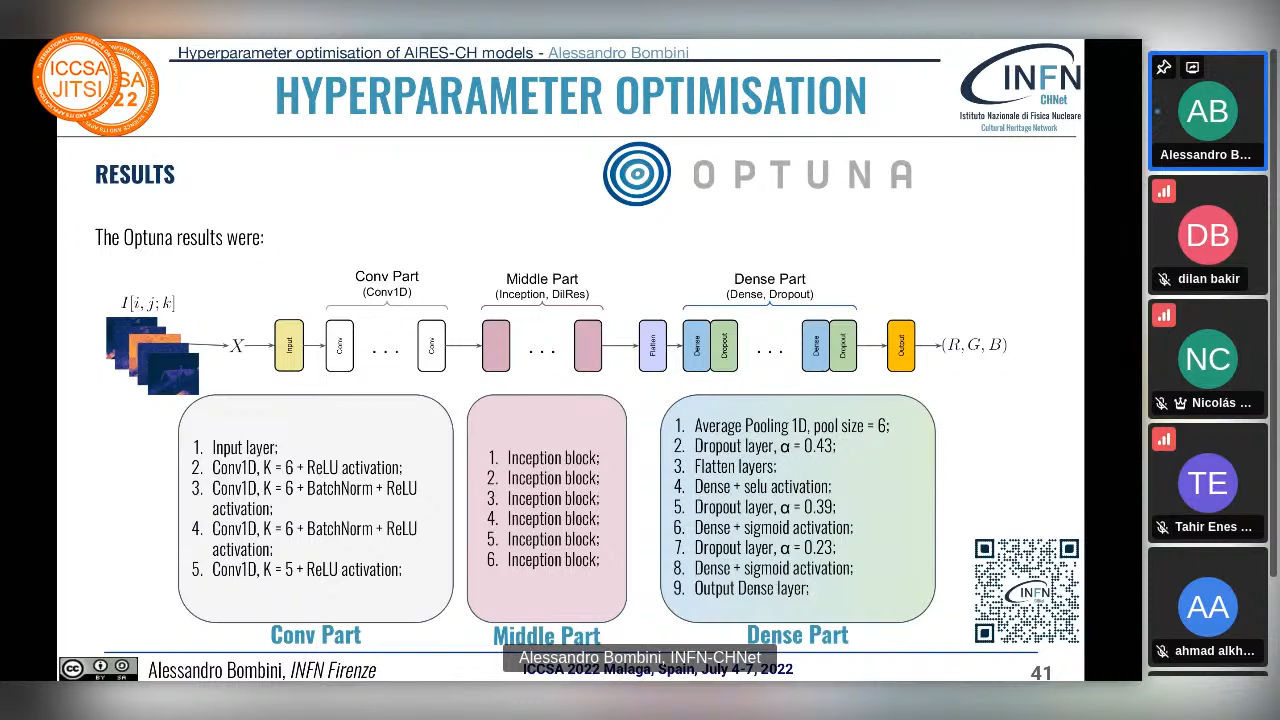 Hyperparameter optimisation of AIRES-CH models - Alessandro Bombini
HYPERPARAMETER OPTIMISATION
ICCSA
JITSI
SA
22
INFN
CHNet
Istituto Nazionale di Fisica Nucleare
Cultural Heritage Network
RESULTS
OPTUNA
The Optuna results were:
Conv Part
(Conv1D)
Middle Part
(Inception, DilRes)
Dense Part
(Dense, Dropout)
I[i, j; k]
X
Input
Conv
. . .
Conv
. . .
Flatten
Dense
Dropout
. . .
Dense
Dropout
Output
(R, G, B)
1. Input layer;
2. Conv1D, K = 6 + ReLU activation;
3. Conv1D, K = 6 + BatchNorm + ReLU
activation;
4. Conv1D, K = 6 + BatchNorm + ReLU
activation;
5. Conv1D, K = 5 + ReLU activation;
Conv Part
1. Inception block;
2. Inception block;
3. Inception block;
4. Inception block;
5. Inception block;
6. Inception block;
Middle Part
1. Average Pooling 1D, pool size = 6;
2. Dropout layer, α = 0.43;
3. Flatten layers;
4. Dense + selu activation;
5. Dropout layer, α = 0.39;
6. Dense + sigmoid activation;
7. Dropout layer, α = 0.23;
8. Dense + sigmoid activation;
9. Output Dense layer;
Dense Part
INFN
Alessandro Bombini, INFN-CHNet
CC BY SA
Alessandro Bombini, INFN Firenze
ICCSA 2022 Malaga, Spain, July 4-7, 2022
41
AB
Alessandro B...
DB
dilan bakir
NC
Nicolás ...
TE
Tahir Enes ...
AA
ahmad alkh...